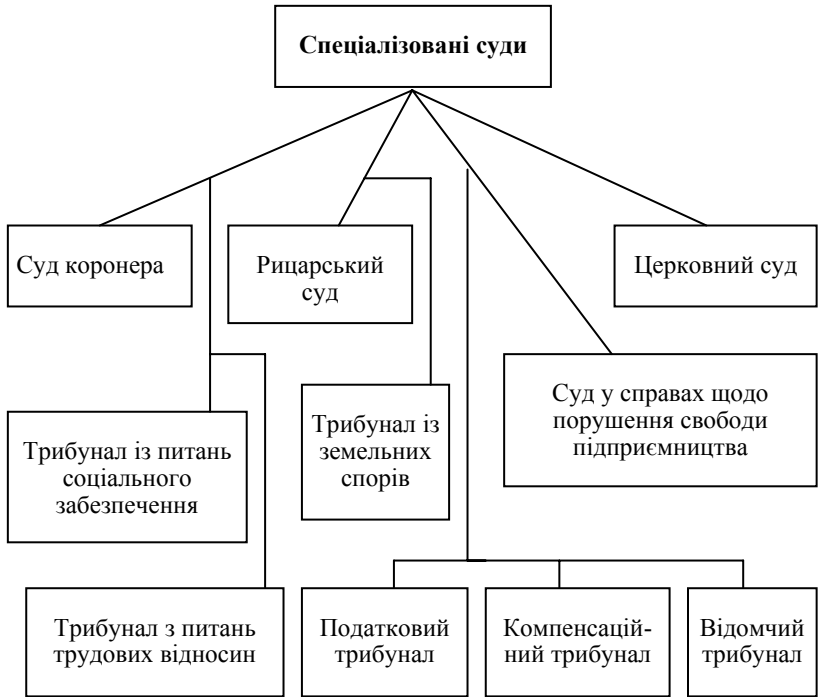 Спеціалізовані суди
Суд коронера
Рицарський
суд
Церковний суд
Трибунал із питань
соціального
забезпечення
Трибунал із
земельних
спорів
Суд у справах щодо
порушення свободи
підприємництва
Трибунал з питань
трудових відносин
Податковий
трибунал
Компенсацій-
ний трибунал
Відомчий
трибунал